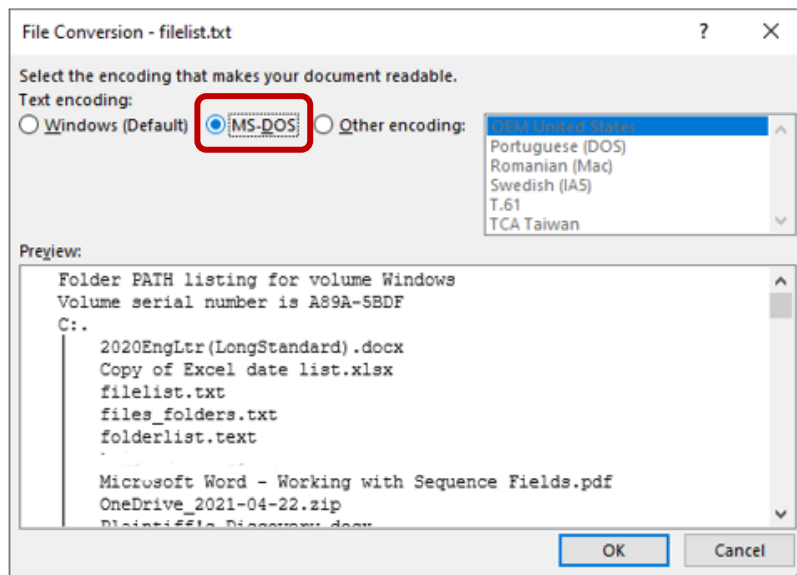 File Conversion - filelist.txt
Select the encoding that makes your document readable.
Text encoding:
Windows (Default) MS-DOS Other encoding:
OEM United States
Portuguese (DOS)
Romanian (Mac)
Swedish (IA5)
T.61
TCA Taiwan
Preview:
Folder PATH listing for volume Windows
Volume serial number is A89A-5BDF
C:.
2020EngLtr(LongStandard).docx
Copy of Excel date list.xlsx
filelist.txt
files_folders.txt
folderlist.text
Microsoft Word - Working with Sequence Fields.pdf
OneDrive_2021-04-22.zip
Plaintiff's Discovery.docx
OK Cancel